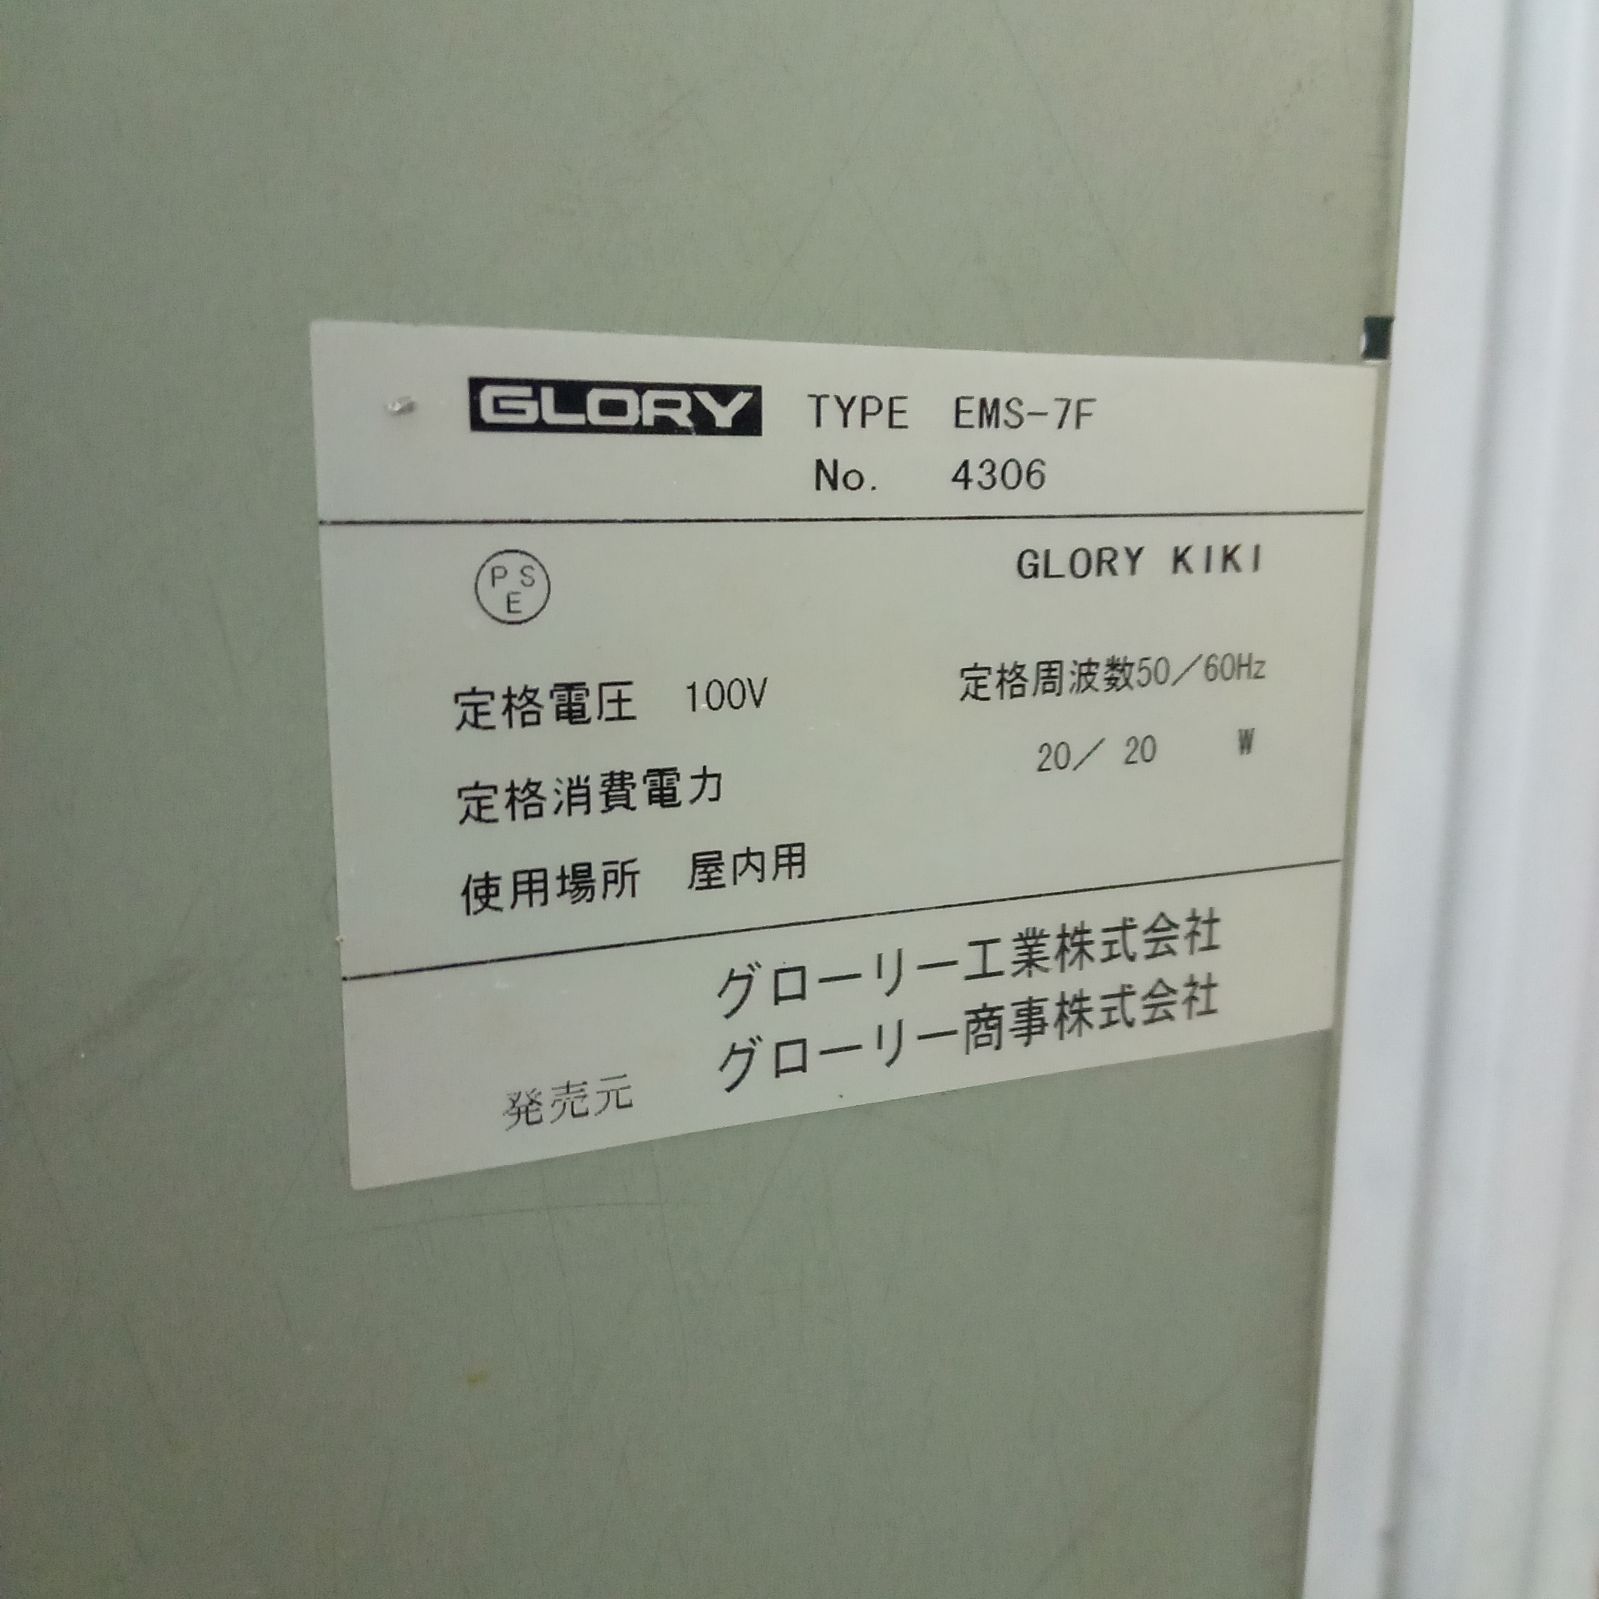 GLORY TYPE EMS-7F
No. 4306
PSE
GLORY KIKI
定格電圧 100V 定格周波数50/60Hz
定格消費電力 20/ 20 W
使用場所 屋内用
グローリー工業株式会社
発売元 グローリー商事株式会社